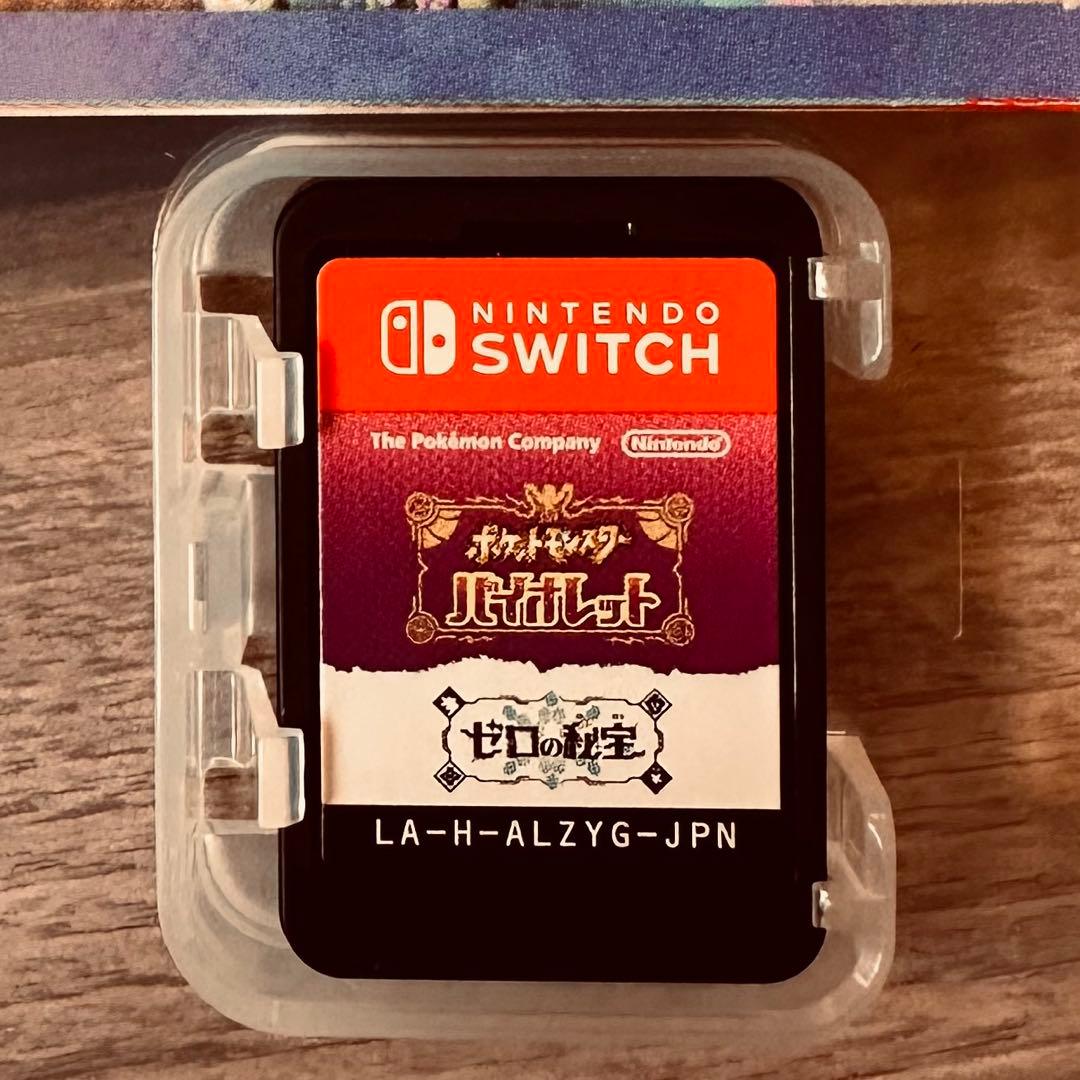 NINTENDO
SWITCH
The Pokémon Company Nintendo
ポケットモンスター
バイオレット
ゼロの秘宝
LA-H-ALZYG-JPN